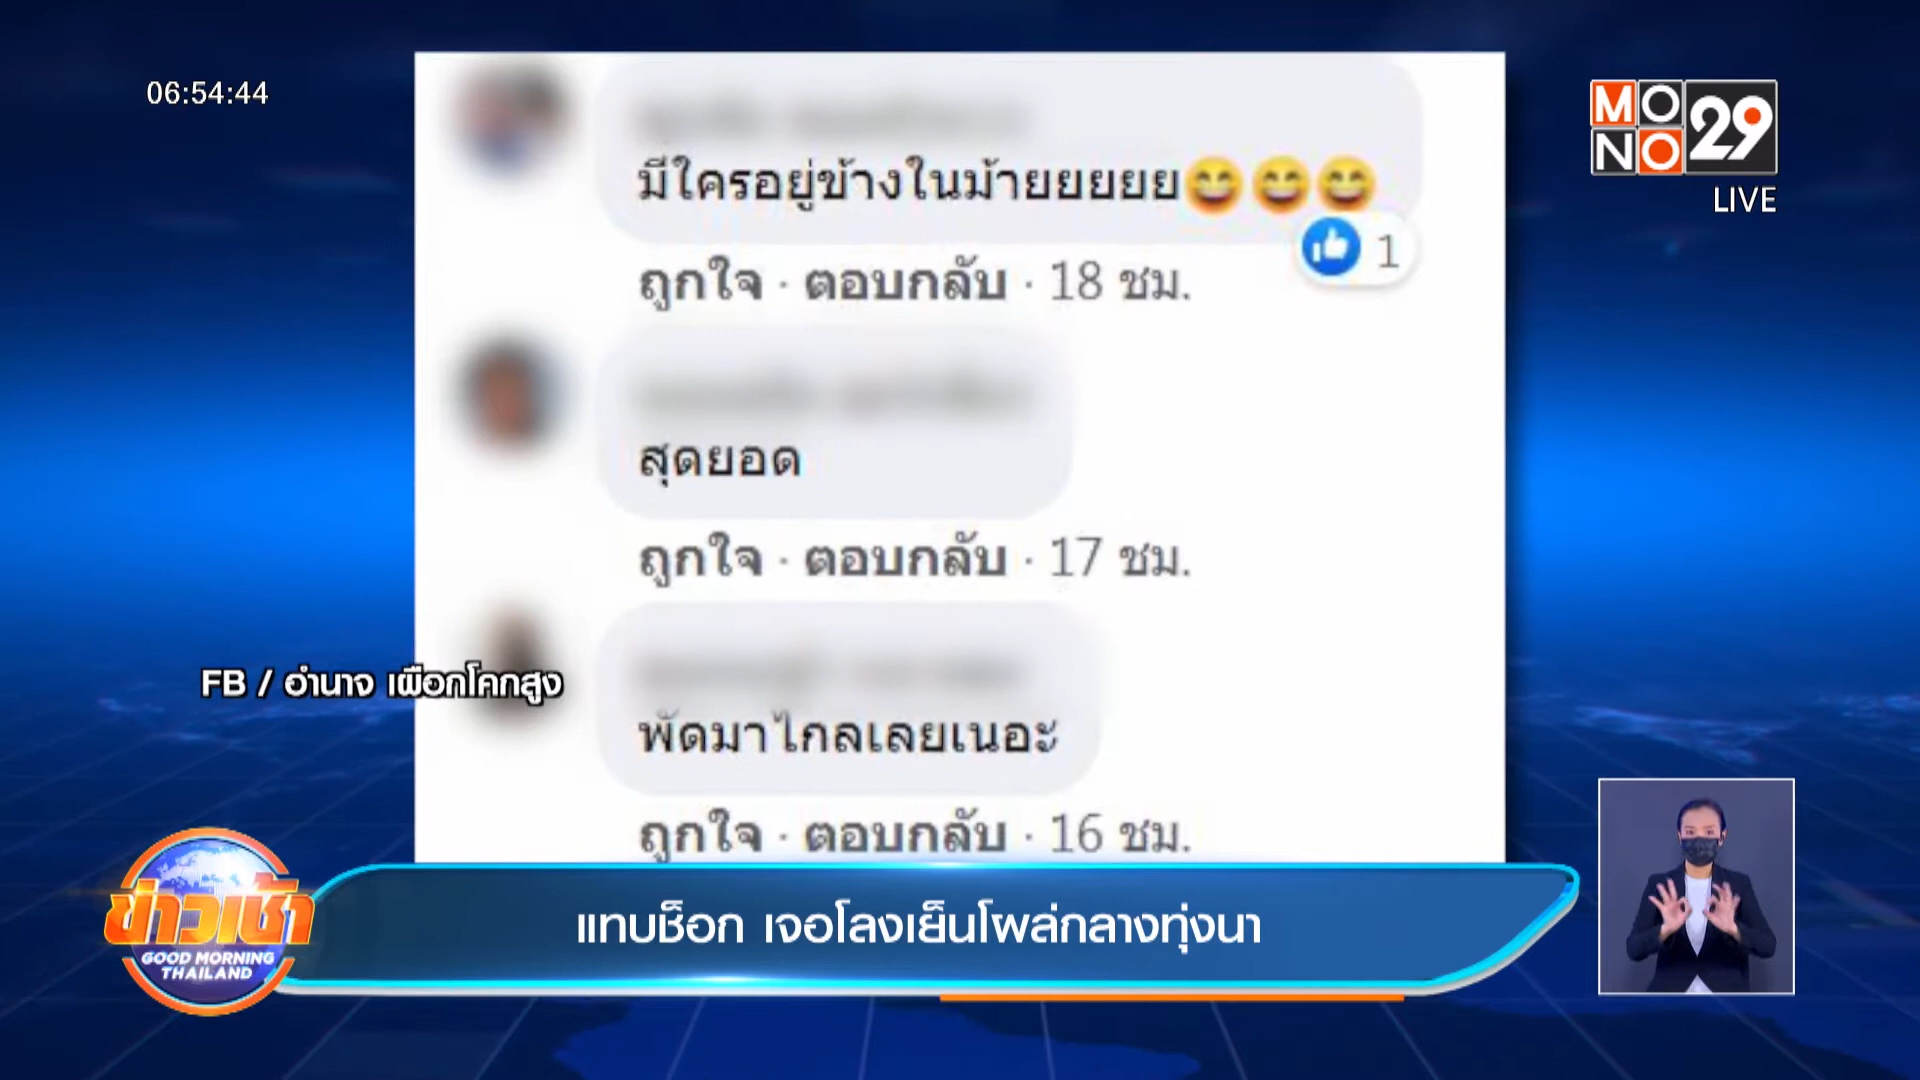 06:54:44
MONO 29
LIVE
มีใครอยู่ข้างในม้ายยยยย😄😄😄
1
ถูกใจ · ตอบกลับ · 18 ชม.
สุดยอด
ถูกใจ · ตอบกลับ · 17 ชม.
FB / อำนาจ เผือกโคกสูง
พัดมาไกลเลยเนอะ
ถูกใจ · ตอบกลับ · 16 ชม.
ข่าวเช้า
GOOD MORNING
THAILAND
แทบช็อก เจอโลงเย็นโผล่กลางทุ่งนา